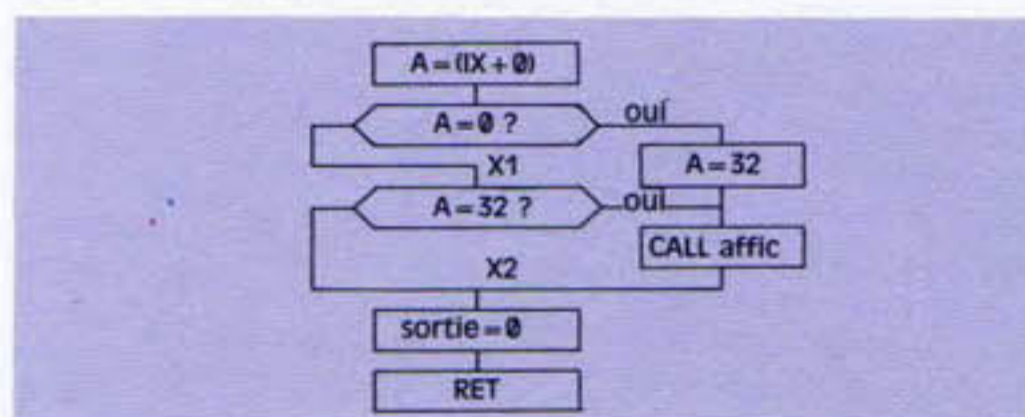 A=(IX+0)
A=0 ? oui
X1 A=32
A=32 ? oui
CALL affic
X2
sortie=0
RET